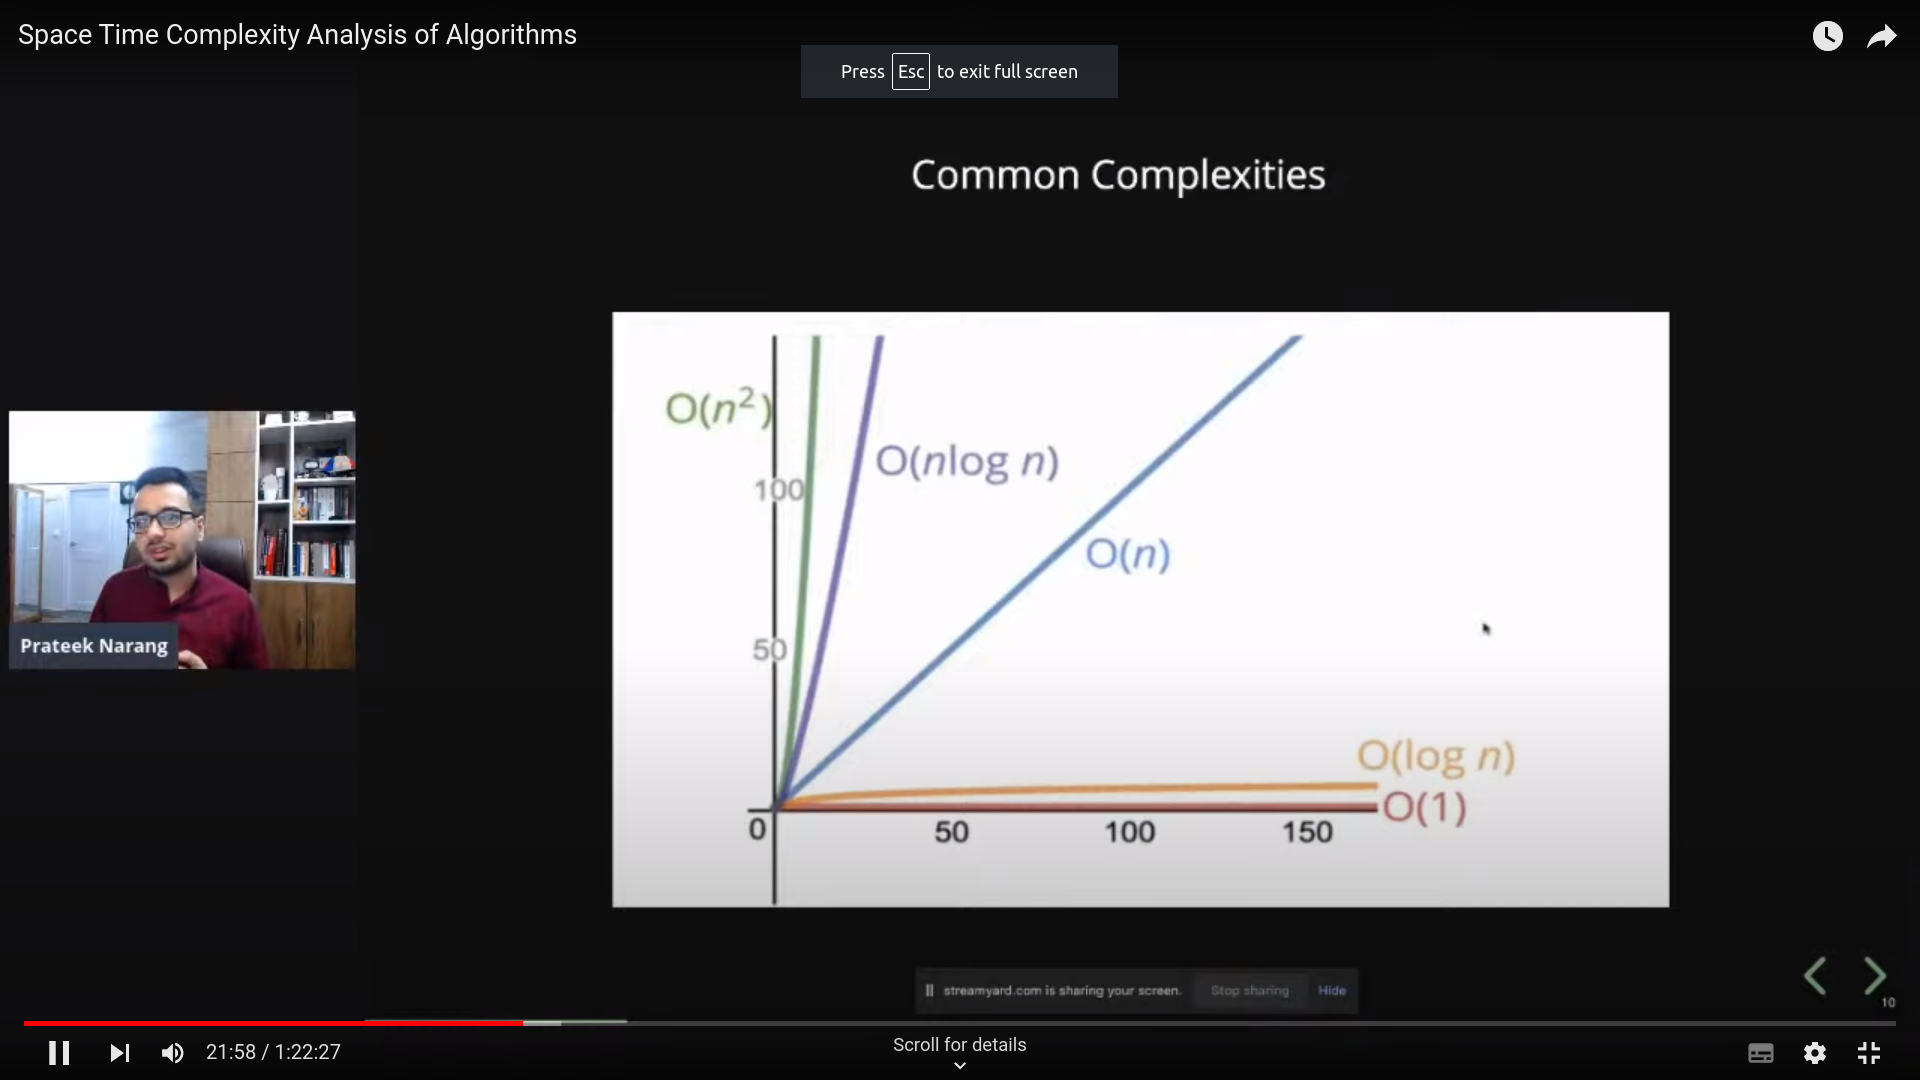 Space Time Complexity Analysis of Algorithms
Press Esc to exit full screen
Common Complexities
O(n²)
O(nlog n)
100
O(n)
50
Prateek Narang
O(log n)
O(1)
0 50 100 150
streamyard.com is sharing your screen. Stop sharing Hide
10
21:58 / 1:22:27
Scroll for details